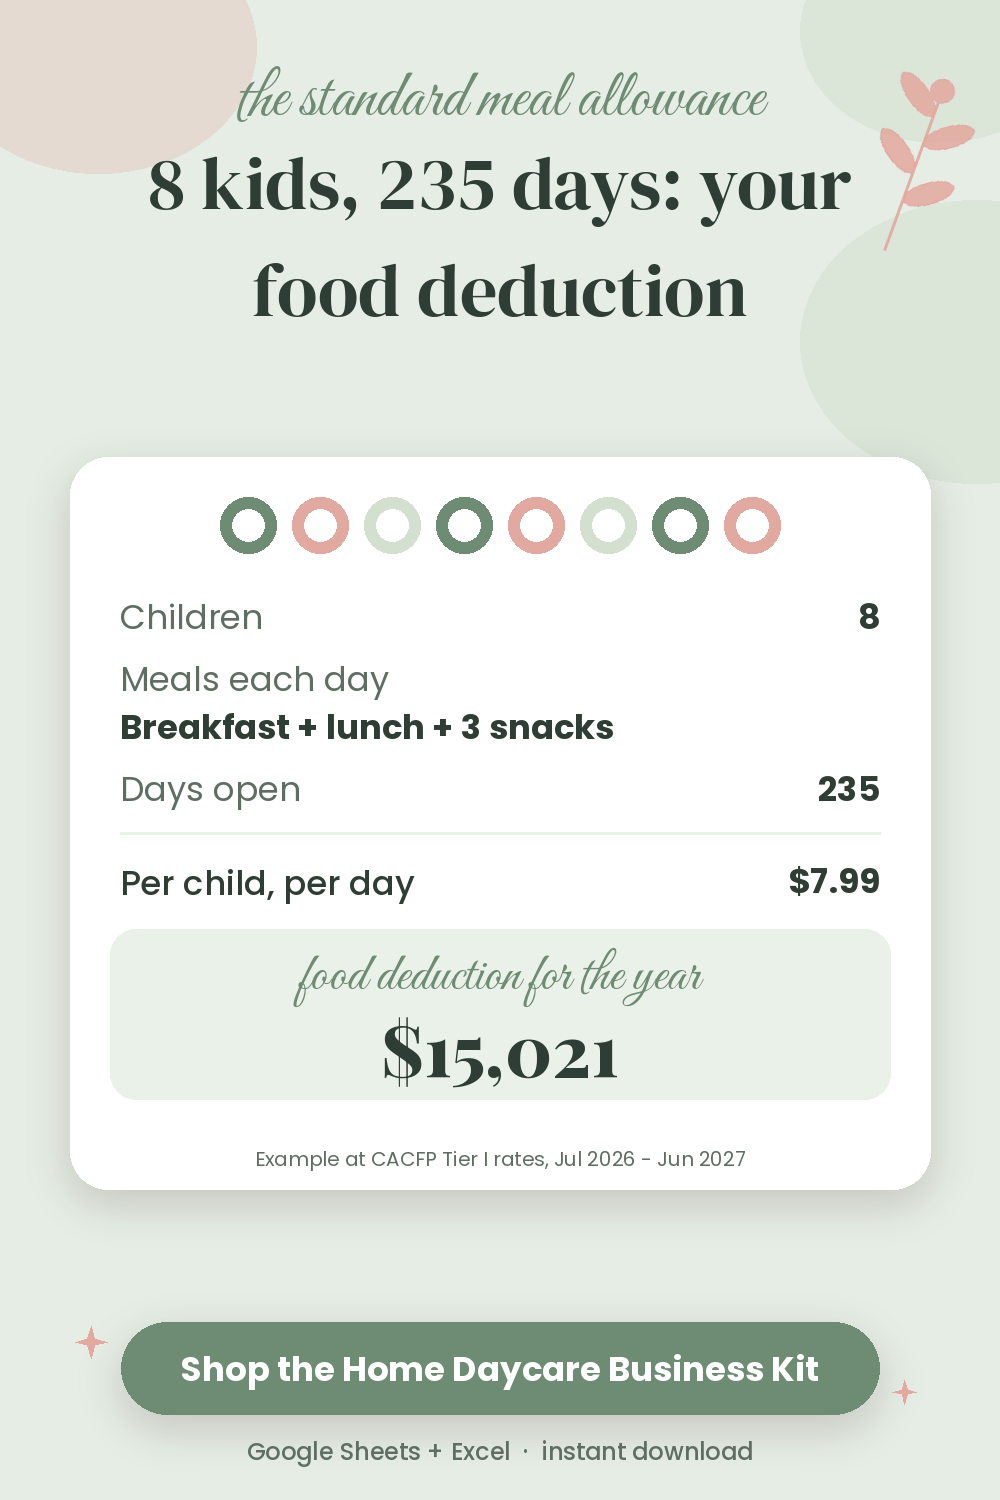 the standard meal allowance
8 kids, 235 days: your
food deduction
Children 8
Meals each day
Breakfast + lunch + 3 snacks
Days open 235
Per child, per day $7.99
food deduction for the year
$15,021
Example at CACFP Tier I rates, Jul 2026 - Jun 2027
Shop the Home Daycare Business Kit
Google Sheets + Excel · instant download